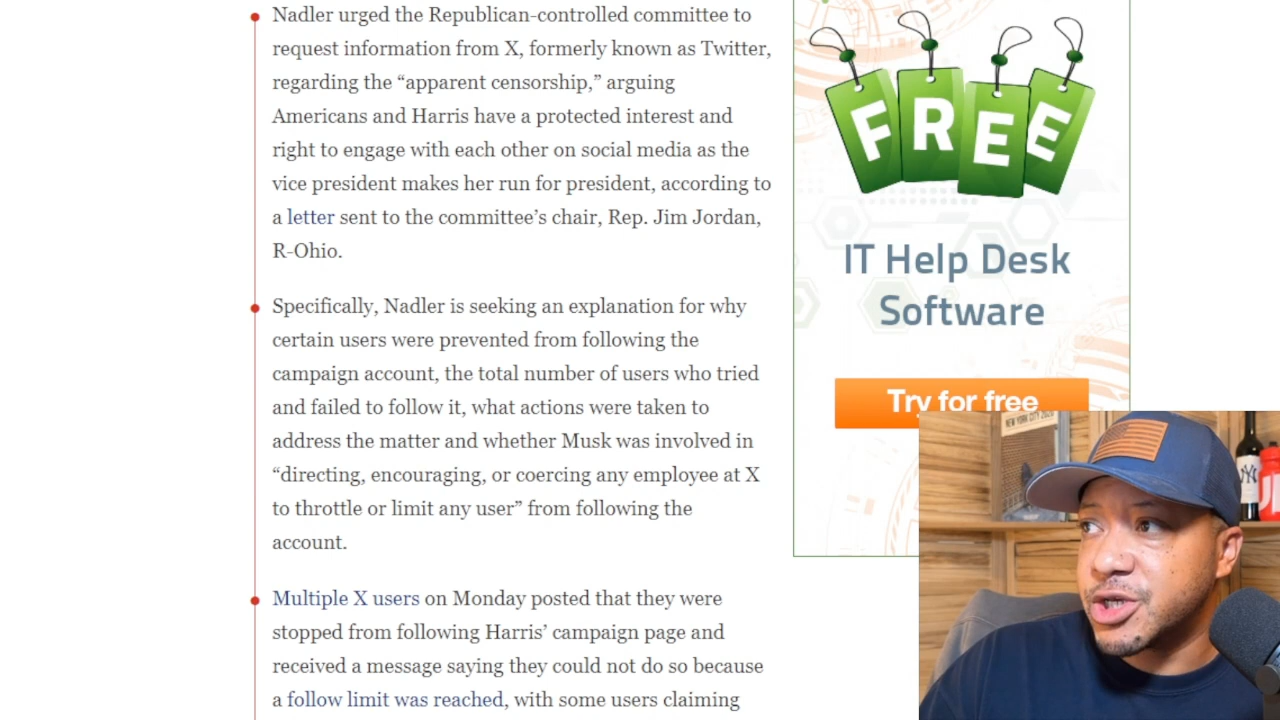 Nadler urged the Republican-controlled committee to
request information from X, formerly known as Twitter,
regarding the “apparent censorship,” arguing
Americans and Harris have a protected interest and
right to engage with each other on social media as the
vice president makes her run for president, according to
a letter sent to the committee’s chair, Rep. Jim Jordan,
R-Ohio.
Specifically, Nadler is seeking an explanation for why
certain users were prevented from following the
campaign account, the total number of users who tried
and failed to follow it, what actions were taken to
address the matter and whether Musk was involved in
“directing, encouraging, or coercing any employee at X
to throttle or limit any user” from following the
account.
Multiple X users on Monday posted that they were
stopped from following Harris’ campaign page and
received a message saying they could not do so because
a follow limit was reached, with some users claiming
FREE
IT Help Desk
Software
Try for free
NEW YORK CITY